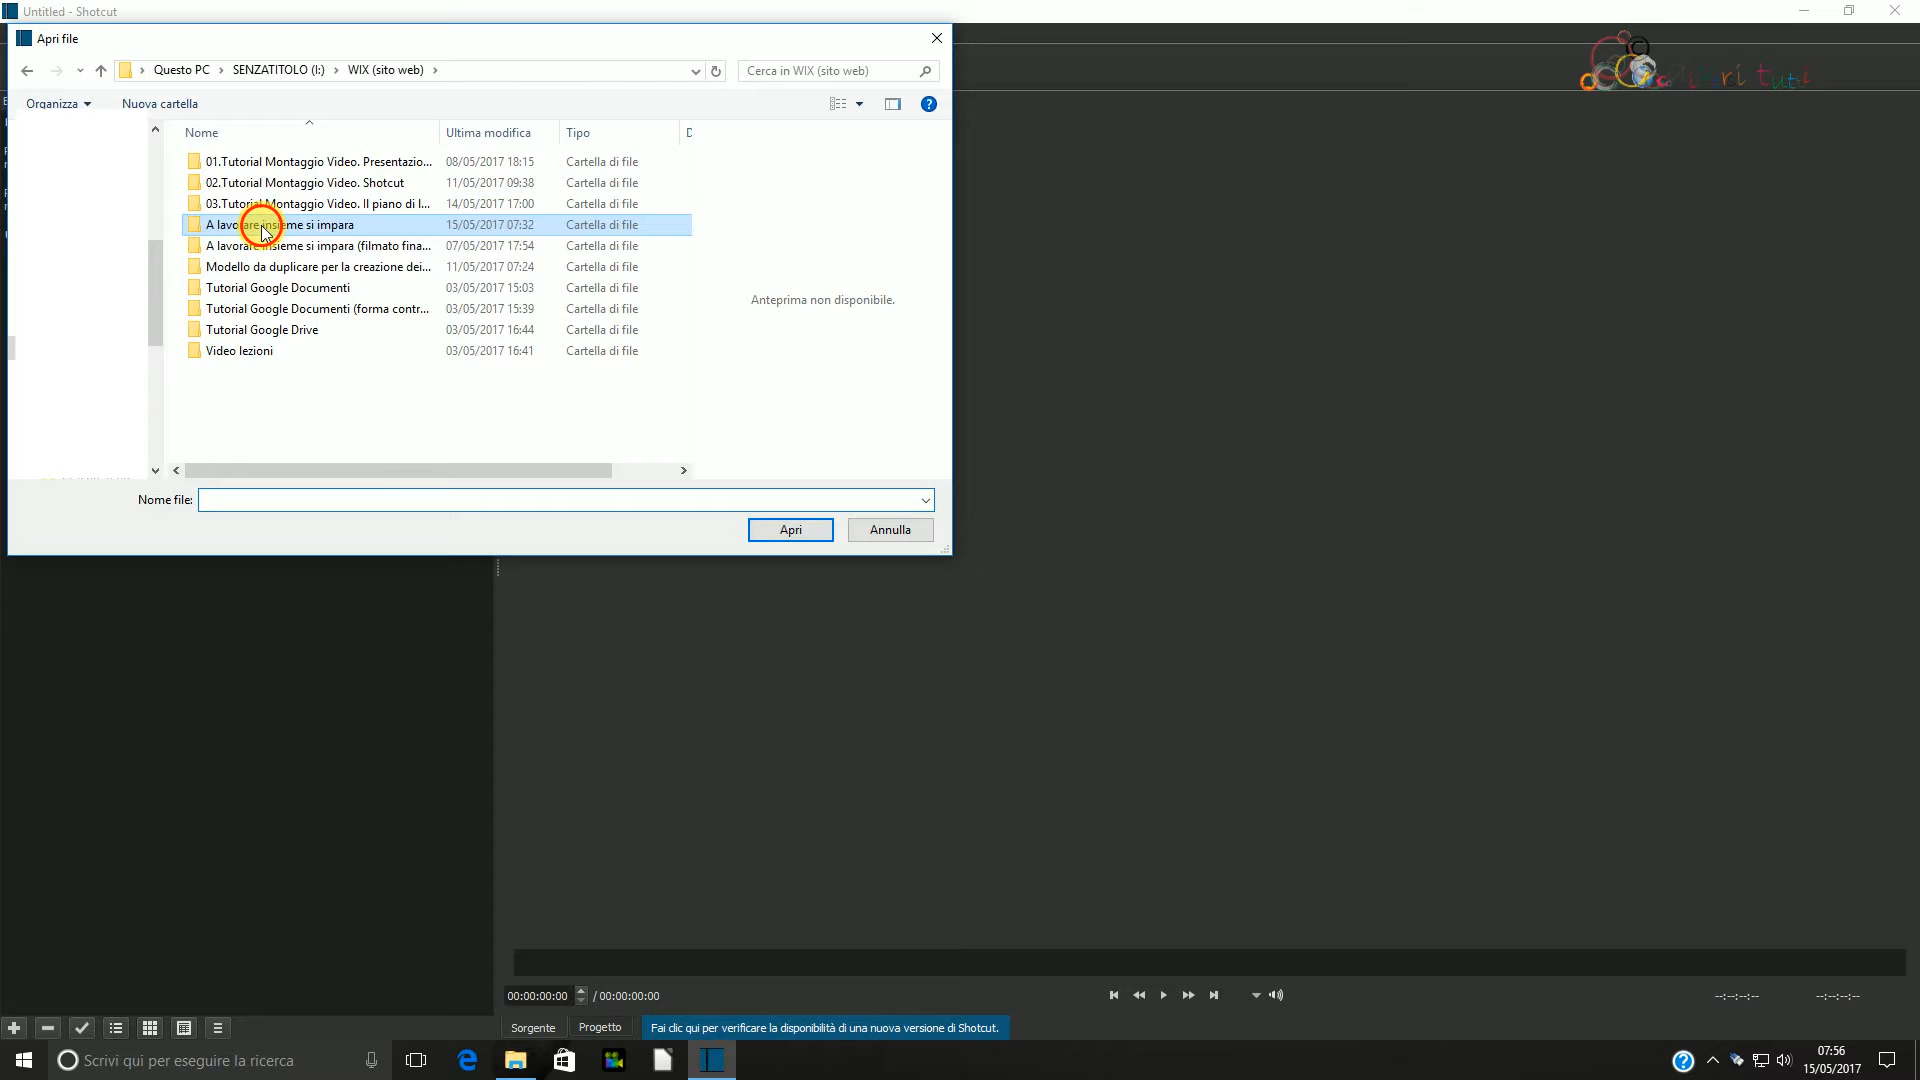 Untitled - Shotcut
Apri file
Questo PC > SENZATITOLO (I:) > WIX (sito web) >
Cerca in WIX (sito web)
Organizza
Nuova cartella
Nome
Ultima modifica
Tipo
D
01.Tutorial Montaggio Video. Presentazio... 08/05/2017 18:15 Cartella di file
02.Tutorial Montaggio Video. Shotcut 11/05/2017 09:38 Cartella di file
03.Tutorial Montaggio Video. Il piano di l... 14/05/2017 17:00 Cartella di file
A lavorare insieme si impara 15/05/2017 07:32 Cartella di file
A lavorare insieme si impara (filmato fina... 07/05/2017 17:54 Cartella di file
Modello da duplicare per la creazione dei... 11/05/2017 07:24 Cartella di file
Tutorial Google Documenti 03/05/2017 15:03 Cartella di file
Tutorial Google Documenti (forma contr... 03/05/2017 15:39 Cartella di file
Tutorial Google Drive 03/05/2017 16:44 Cartella di file
Video lezioni 03/05/2017 16:41 Cartella di file
Anteprima non disponibile.
Nome file:
Apri
Annulla
00:00:00:00 / 00:00:00:00
--:--:--:--
--:--:--:--
Sorgente
Progetto
Fai clic qui per verificare la disponibilità di una nuova versione di Shotcut.
Scrivi qui per eseguire la ricerca
07:56
15/05/2017